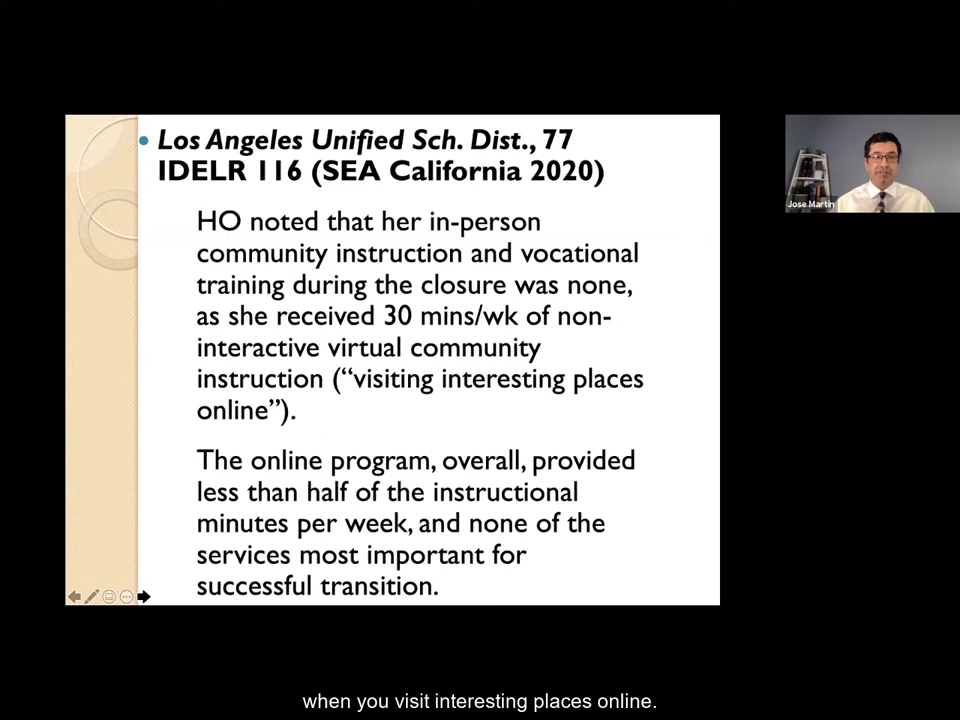 Los Angeles Unified Sch. Dist., 77
IDELR 116 (SEA California 2020)
HO noted that her in-person
community instruction and vocational
training during the closure was none,
as she received 30 mins/wk of non-
interactive virtual community
instruction (“visiting interesting places
online”).
The online program, overall, provided
less than half of the instructional
minutes per week, and none of the
services most important for
successful transition.
Jose Martin
when you visit interesting places online.